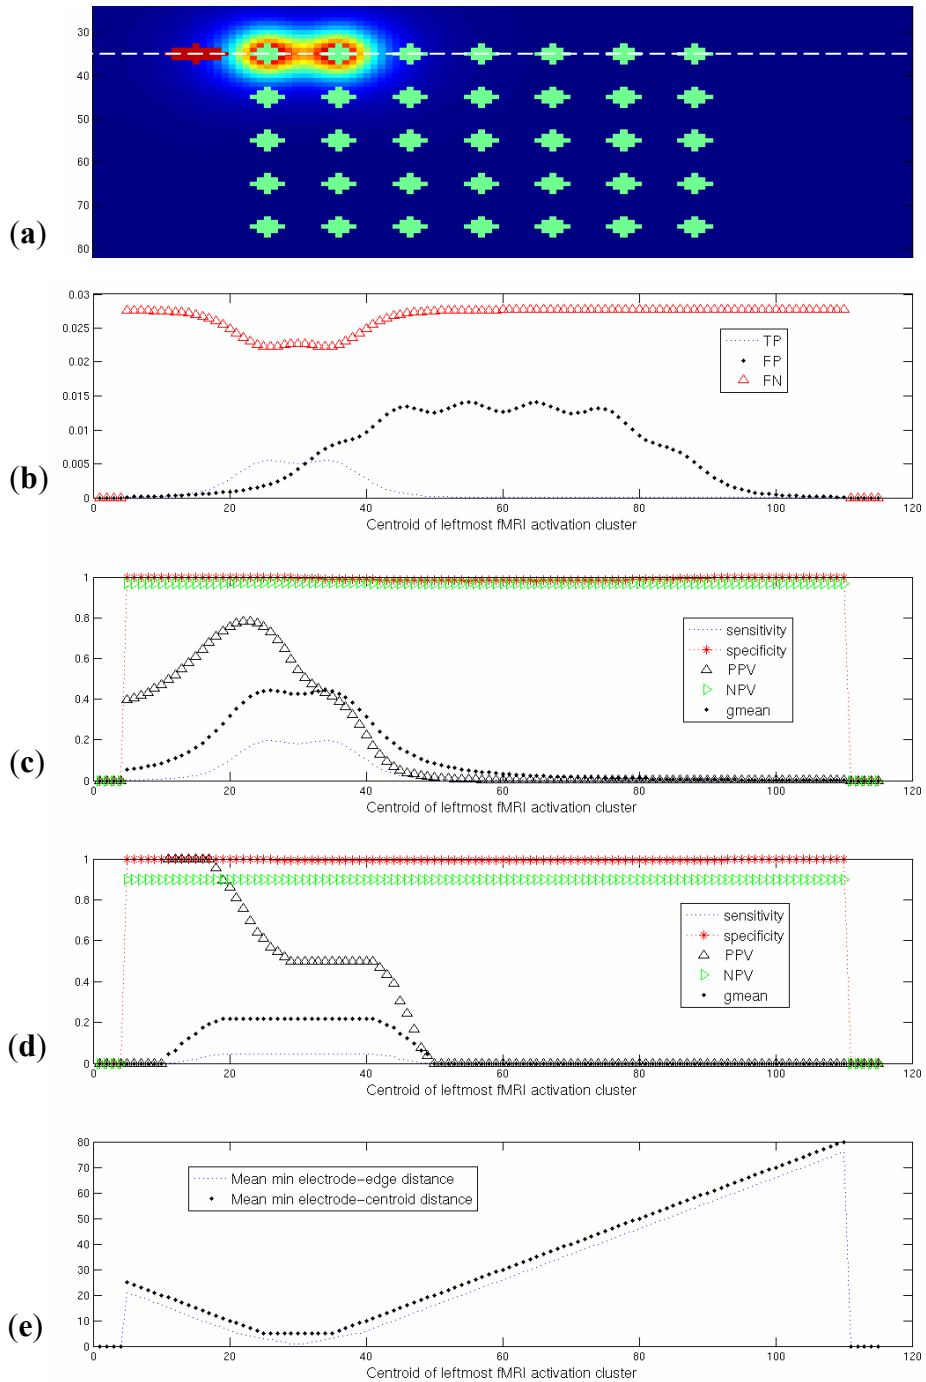 30
40
50
60
70
80
(a)
0.03
0.025
0.02
0.015
0.01
0.005
0
TP
FP
FN
(b)
0 20 40 60 80 100 120
Centroid of leftmost fMRI activation cluster
1
0.8
0.6
0.4
0.2
0
sensitivity
specificity
PPV
NPV
gmean
(c)
0 20 40 60 80 100 120
Centroid of leftmost fMRI activation cluster
1
0.8
0.6
0.4
0.2
0
sensitivity
specificity
PPV
NPV
gmean
(d)
0 20 40 60 80 100 120
Centroid of leftmost fMRI activation cluster
80
70
60
50
40
30
20
10
0
Mean min electrode-edge distance
Mean min electrode-centroid distance
(e)
0 20 40 60 80 100 120
Centroid of leftmost fMRI activation cluster